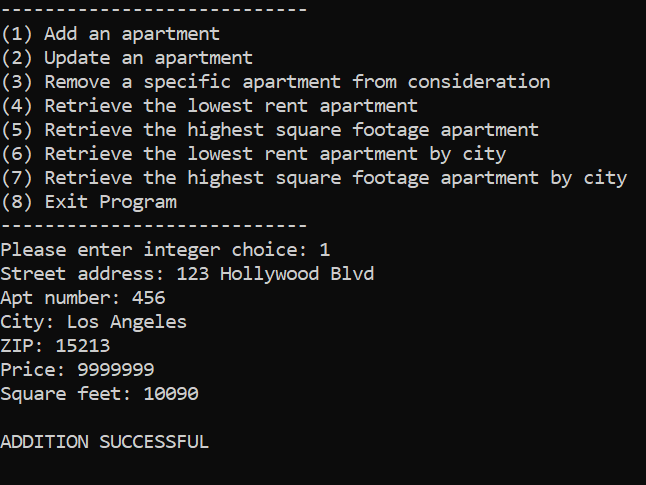 ----------------------------
(1) Add an apartment
(2) Update an apartment
(3) Remove a specific apartment from consideration
(4) Retrieve the lowest rent apartment
(5) Retrieve the highest square footage apartment
(6) Retrieve the lowest rent apartment by city
(7) Retrieve the highest square footage apartment by city
(8) Exit Program
----------------------------
Please enter integer choice: 1
Street address: 123 Hollywood Blvd
Apt number: 456
City: Los Angeles
ZIP: 15213
Price: 9999999
Square feet: 10090
ADDITION SUCCESSFUL